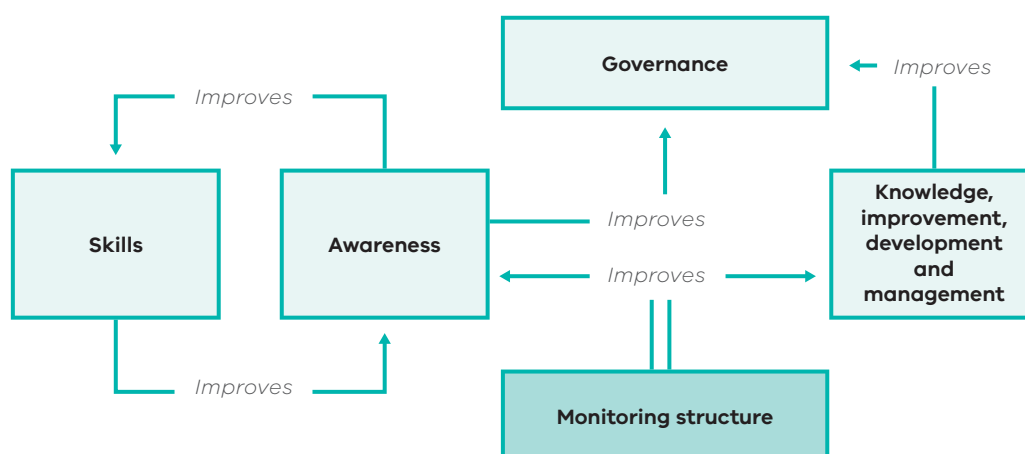 Governance
Improves
Improves
Skills
Awareness
Improves
Knowledge,
improvement,
development
and
management
Improves
Improves
Monitoring structure